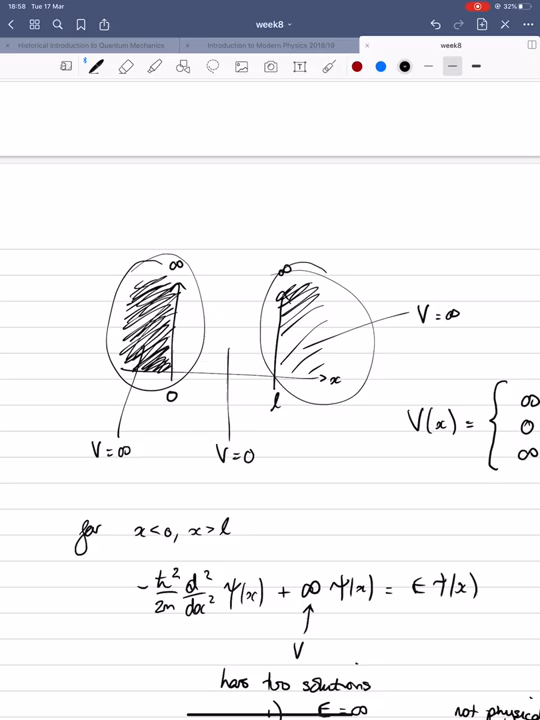 18:58 Tue 17 Mar
32%
week8
Historical introduction to Quantum Mechanics
Introduction to Modern Physics 2018/19
week8
∞
∞
V = ∞
x
0
l
V(x) = {
∞
0
∞
V = ∞
V = 0
for x<0, x>l
-ħ²/2m d²/dx² ψ(x) + ∞ ψ(x) = E ψ(x)
V
has two solutions
1) E = ∞ not physical